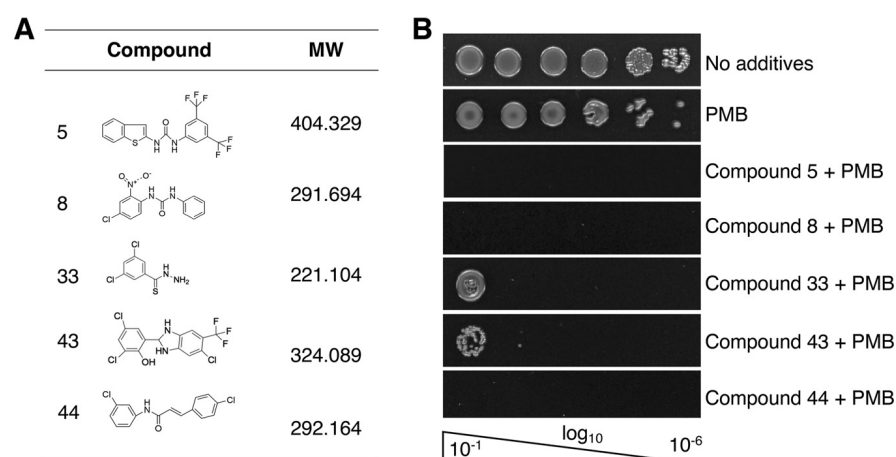 A
Compound MW
5 404.329
8 291.694
33 221.104
43 324.089
44 292.164
B
No additives
PMB
Compound 5 + PMB
Compound 8 + PMB
Compound 33 + PMB
Compound 43 + PMB
Compound 44 + PMB
log10
10-1 10-6